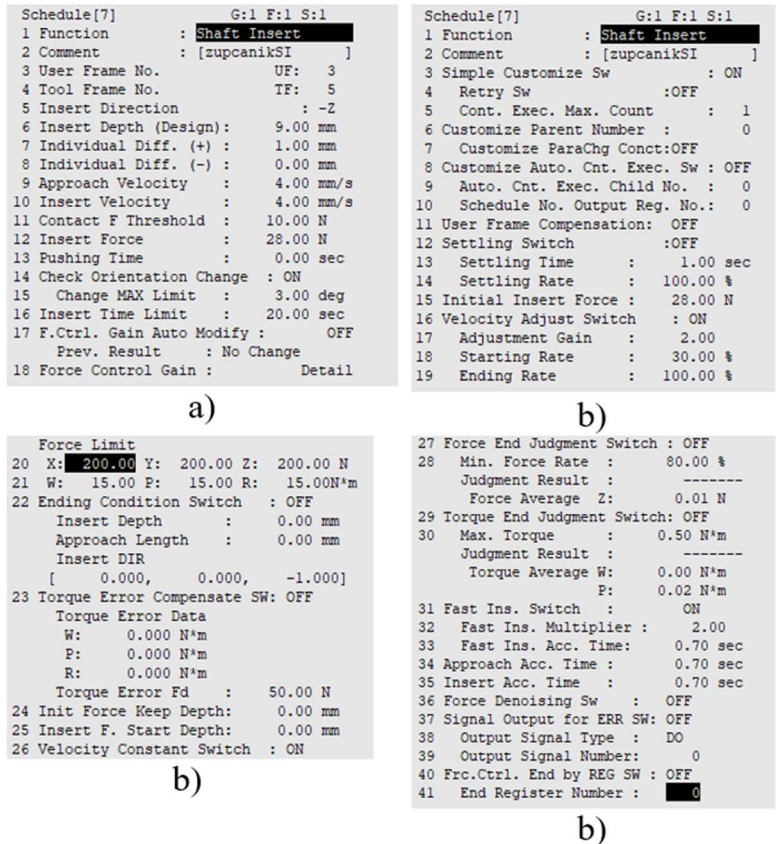 Schedule[7] G:1 F:1 S:1
1 Function : Shaft Insert
2 Comment : [zupcanikSI ]
3 User Frame No. UF: 3
4 Tool Frame No. TF: 5
5 Insert Direction : -Z
6 Insert Depth (Design): 9.00 mm
7 Individual Diff. (+) : 1.00 mm
8 Individual Diff. (-) : 0.00 mm
9 Approach Velocity : 4.00 mm/s
10 Insert Velocity : 4.00 mm/s
11 Contact F Threshold : 10.00 N
12 Insert Force : 28.00 N
13 Pushing Time : 0.00 sec
14 Check Orientation Change : ON
15 Change MAX Limit : 3.00 deg
16 Insert Time Limit : 20.00 sec
17 F.Ctrl. Gain Auto Modify : OFF
Prev. Result : No Change
18 Force Control Gain : Detail
a)
Schedule[7] G:1 F:1 S:1
1 Function : Shaft Insert
2 Comment : [zupcanikSI ]
3 Simple Customize Sw : ON
4 Retry Sw :OFF
5 Cont. Exec. Max. Count : 1
6 Customize Parent Number : 0
7 Customize ParaChg Conct:OFF
8 Customize Auto. Cnt. Exec. Sw : OFF
9 Auto. Cnt. Exec. Child No. : 0
10 Schedule No. Output Reg. No.: 0
11 User Frame Compensation: OFF
12 Settling Switch :OFF
13 Settling Time : 1.00 sec
14 Settling Rate : 100.00 %
15 Initial Insert Force : 28.00 N
16 Velocity Adjust Switch : ON
17 Adjustment Gain : 2.00
18 Starting Rate : 30.00 %
19 Ending Rate : 100.00 %
b)
Force Limit
20 X: 200.00 Y: 200.00 Z: 200.00 N
21 W: 15.00 P: 15.00 R: 15.00N*m
22 Ending Condition Switch : OFF
Insert Depth : 0.00 mm
Approach Length : 0.00 mm
Insert DIR
[ 0.000, 0.000, -1.000]
23 Torque Error Compensate SW: OFF
Torque Error Data
W: 0.000 N*m
P: 0.000 N*m
R: 0.000 N*m
Torque Error Fd : 50.00 N
24 Init Force Keep Depth: 0.00 mm
25 Insert F. Start Depth: 0.00 mm
26 Velocity Constant Switch : ON
b)
27 Force End Judgment Switch : OFF
28 Min. Force Rate : 80.00 %
Judgment Result : -------
Force Average Z: 0.01 N
29 Torque End Judgment Switch: OFF
30 Max. Torque : 0.50 N*m
Judgment Result : -------
Torque Average W: 0.00 N*m
P: 0.02 N*m
31 Fast Ins. Switch : ON
32 Fast Ins. Multiplier : 2.00
33 Fast Ins. Acc. Time: 0.70 sec
34 Approach Acc. Time : 0.70 sec
35 Insert Acc. Time : 0.70 sec
36 Force Denoising Sw : OFF
37 Signal Output for ERR SW: OFF
38 Output Signal Type : DO
39 Output Signal Number: 0
40 Frc.Ctrl. End by REG SW : OFF
41 End Register Number : 0
b)